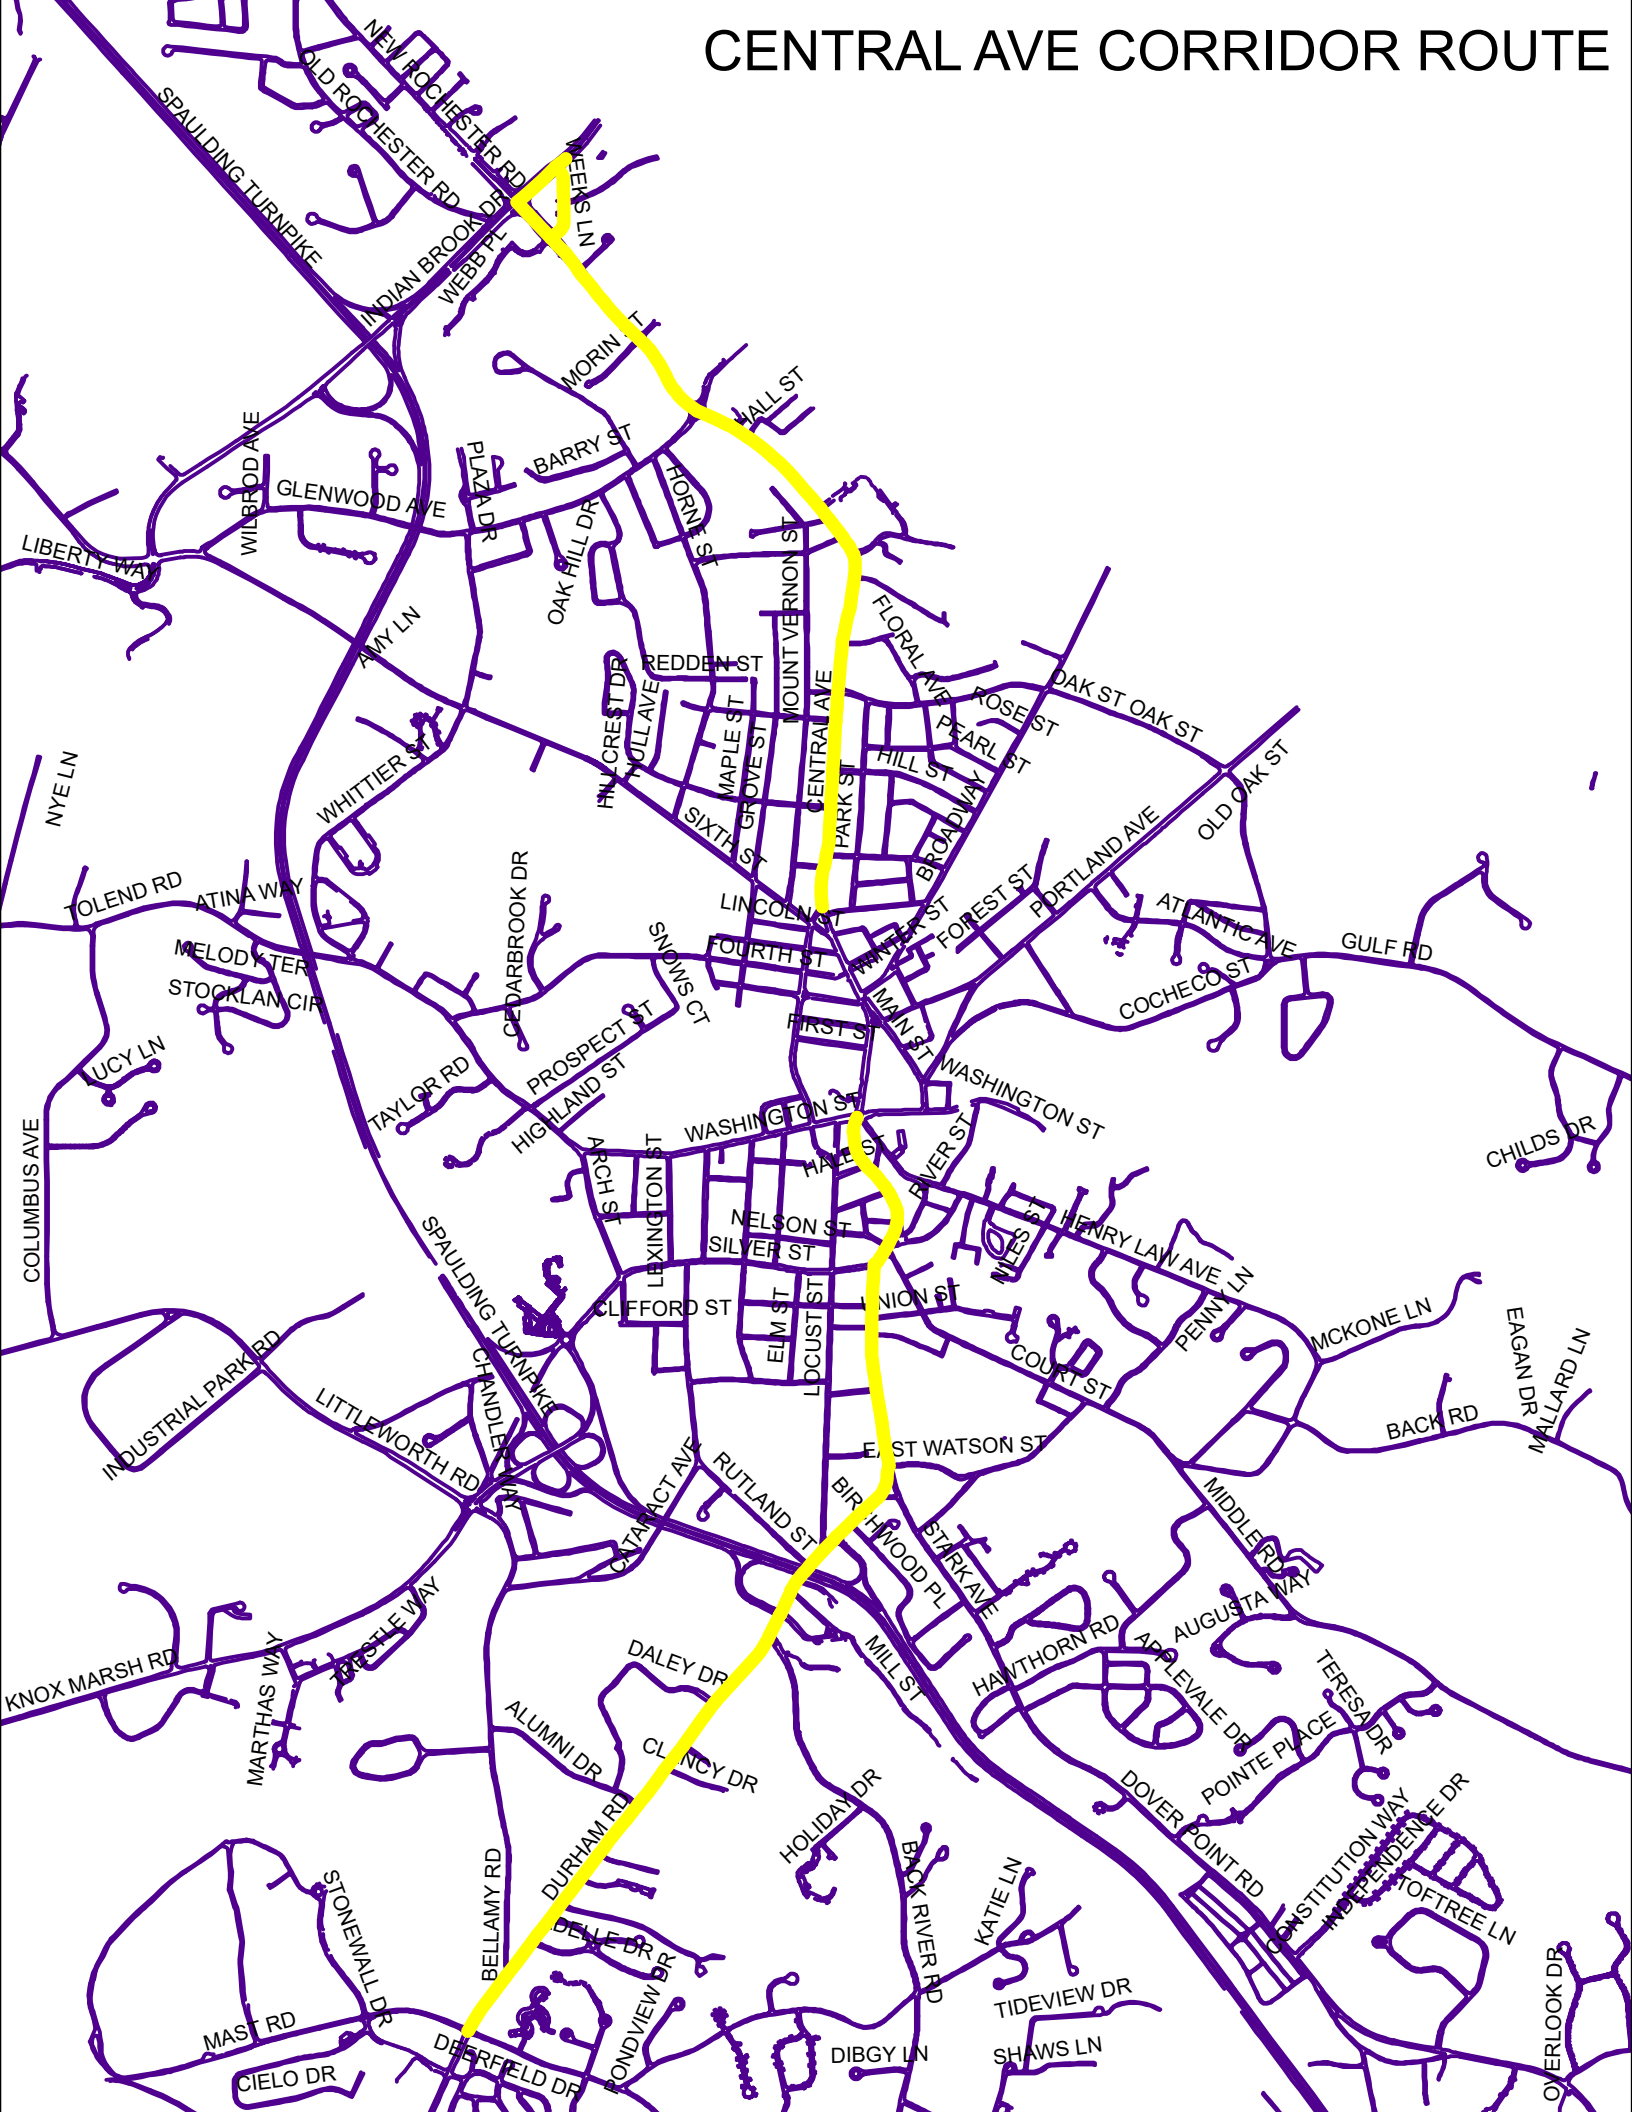 CENTRAL AVE CORRIDOR ROUTE
NEW ROCHESTER RD
OLD ROCHESTER RD
SPAULDING TURNPIKE
WEEKS LN
INDIAN BROOK DR
WEBB PL
MORIN ST
HALL ST
WILBROD AVE
GLENWOOD AVE
PLAZA DR
BARRY ST
HORNE ST
OAK HILL DR
LIBERTY WAY
AMY LN
MOUNT VERNON ST
FLORAL AVE
REDDEN ST
HILLCREST DR
HULL AVE
MAPLE ST
GROVE ST
CENTRAL AVE
PARK ST
ROSE ST
PEARL ST
HILL ST
OAK ST OAK ST
OLD OAK ST
BROADWAY
NYE LN
WHITTIER ST
SIXTH ST
PORTLAND AVE
FOREST ST
WINTER ST
TOLEND RD
ATINA WAY
CEDARBROOK DR
LINCOLN ST
FOURTH ST
SNOWS CT
ATLANTIC AVE
GULF RD
COCHECO ST
MELODY TER
STOCKLAN CIR
FIRST ST
MAIN ST
LUCY LN
TAYLOR RD
PROSPECT ST
HIGHLAND ST
WASHINGTON ST
WASHINGTON ST
CHILDS DR
COLUMBUS AVE
ARCH ST
LEXINGTON ST
HALE ST
RIVER ST
NELSON ST
SILVER ST
NILES ST
HENRY LAW AVE
PENNY LN
SPAULDING TURNPIKE
CLIFFORD ST
ELM ST
LOCUST ST
UNION ST
COURT ST
MCKONE LN
EAGAN DR
MALLARD LN
BACK RD
INDUSTRIAL PARK RD
LITTLEWORTH RD
CHANDLER WAY
CATARACT AVE
RUTLAND ST
EAST WATSON ST
BIRCHWOOD PL
STARK AVE
MIDDLE RD
AUGUSTA WAY
HAWTHORN RD
APPLEVALE DR
TERESA DR
POINTE PLACE
KNOX MARSH RD
MARTHAS WAY
TRESTLE WAY
DALEY DR
MILL ST
ALUMNI DR
CLANCY DR
HOLIDAY DR
DOVER POINT RD
CONSTITUTION WAY
INDEPENDENCE DR
TOFTREE LN
DURHAM RD
BELLAMY RD
STONEWALL DR
BACK RIVER RD
KATIE LN
PONDVIEW DR
TIDEVIEW DR
SHAWS LN
DIBGY LN
OVERLOOK DR
MAST RD
CIELO DR
DEERFIELD DR